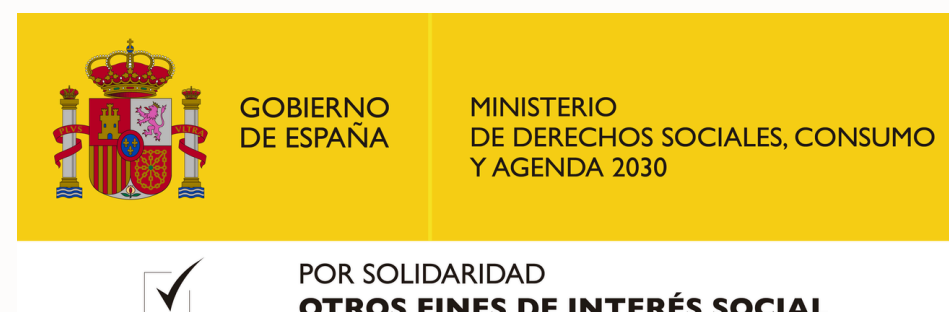 PLVS VLTRA
GOBIERNO
DE ESPAÑA
MINISTERIO
DE DERECHOS SOCIALES, CONSUMO
Y AGENDA 2030
POR SOLIDARIDAD
OTROS FINES DE INTERÉS SOCIAL